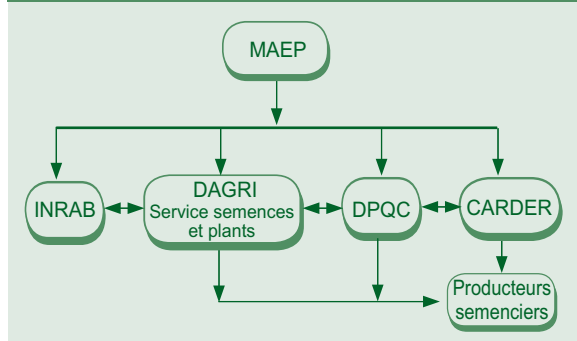 MAEP
INRAB
DAGRI
Service semences
et plants
DPQC
CARDER
Producteurs
semenciers